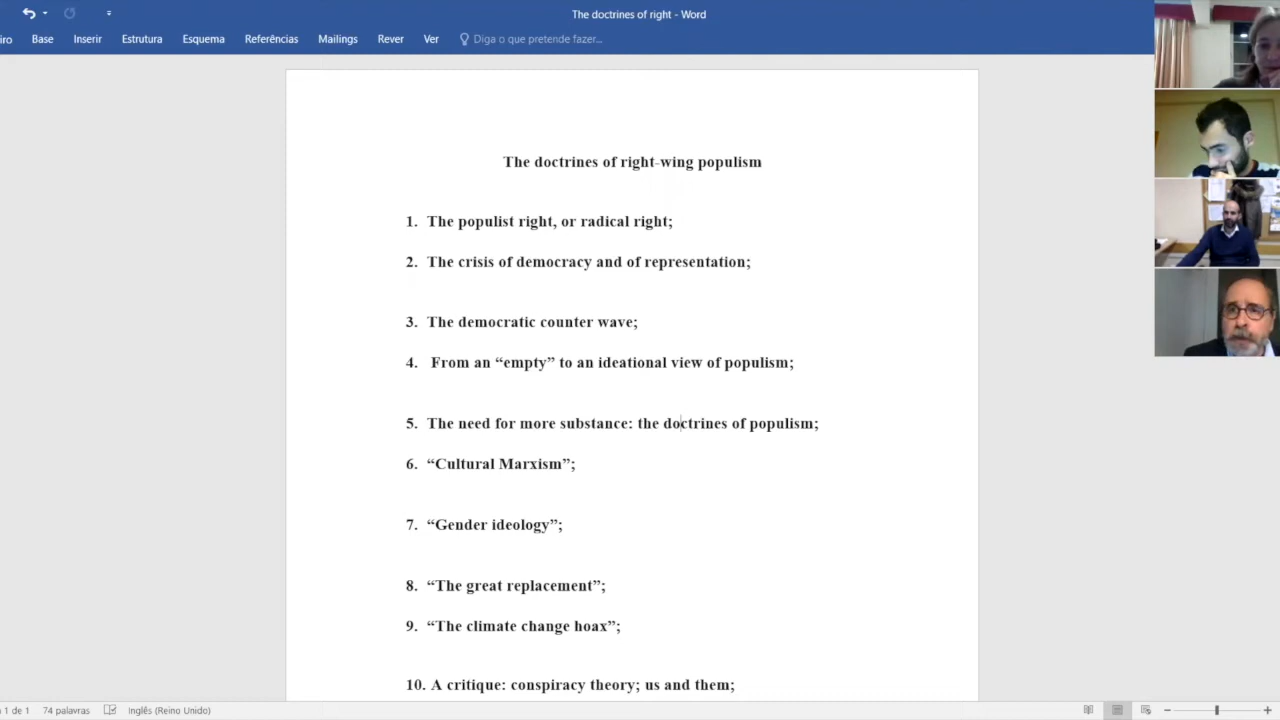 The doctrines of right - Word
iro Base Inserir Estrutura Esquema Referências Mailings Rever Ver Diga o que pretende fazer...
The doctrines of right-wing populism
1. The populist right, or radical right;
2. The crisis of democracy and of representation;
3. The democratic counter wave;
4. From an “empty” to an ideational view of populism;
5. The need for more substance: the doctrines of populism;
6. “Cultural Marxism”;
7. “Gender ideology”;
8. “The great replacement”;
9. “The climate change hoax”;
10. A critique: conspiracy theory; us and them;
1 de 1 74 palavras Inglês (Reino Unido)